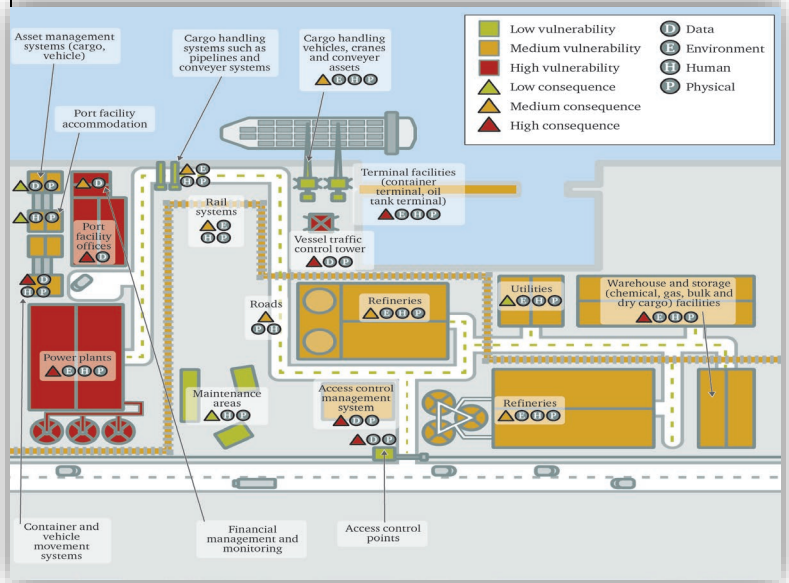 Asset management
systems (cargo,
vehicle)
Cargo handling
systems such as
pipelines and
conveyer systems
Cargo handling
vehicles, cranes
and conveyer
assets
E H P
Low vulnerability
Medium vulnerability
High vulnerability
Low consequence
Medium consequence
High consequence
D Data
E Environment
H Human
P Physical
Port facility
accommodation
D P
D
E
H P
H P
Rail
systems
E
H P
Terminal facilities
(container
terminal, oil
tank terminal)
E H P
Port
facility
offices
D
Vessel traffic
control tower
D P
D
H P
Roads
P H
Refineries
E H P
Utilities
E H P
Warehouse and storage
(chemical, gas, bulk and
dry cargo) facilities
E H P
Power plants
E H P
Maintenance
areas
H P
Access control
management
system
D P
D P
Refineries
E H P
Container and
vehicle
movement
systems
Financial
management and
monitoring
Access control
points